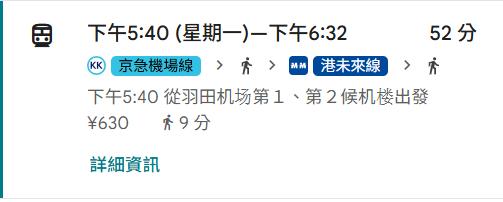 下午5:40 (星期一)—下午6:32 52 分
KK 京急機場線 > > MM 港未來線 >
下午5:40 從羽田机场第１、第２候机楼出發
¥630 9 分
詳細資訊